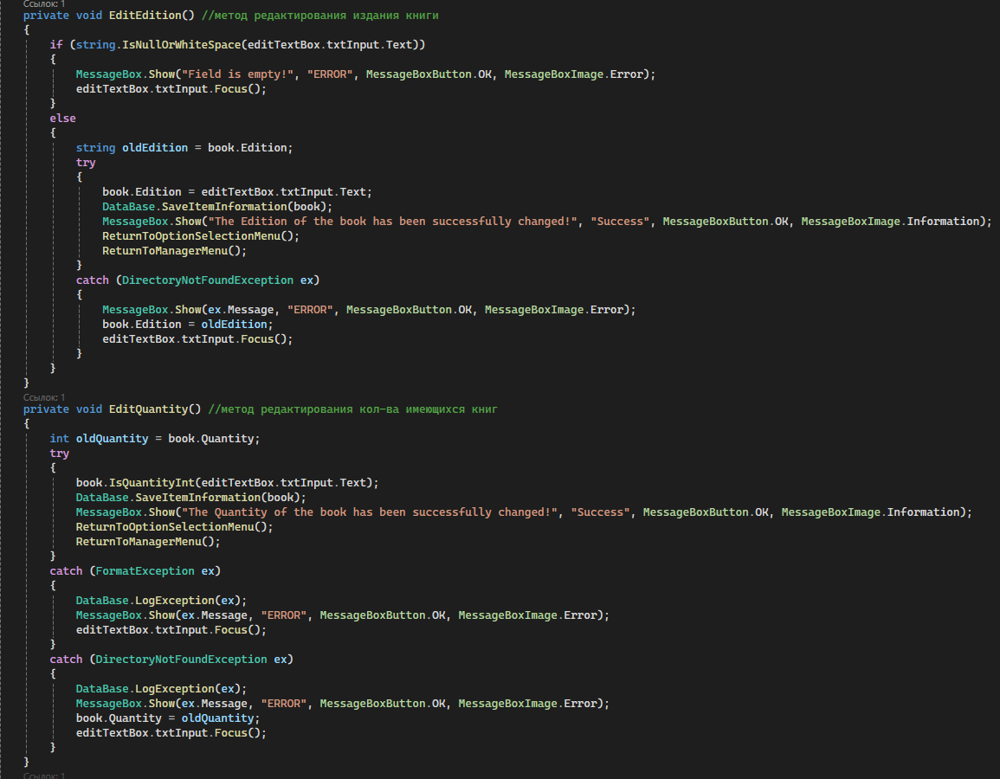 Ссылок: 1
private void EditEdition() //метод редактирования издания книги
{
if (string.IsNullOrWhiteSpace(editTextBox.txtInput.Text))
{
MessageBox.Show("Field is empty!", "ERROR", MessageBoxButton.OK, MessageBoxImage.Error);
editTextBox.txtInput.Focus();
}
else
{
string oldEdition = book.Edition;
try
{
book.Edition = editTextBox.txtInput.Text;
DataBase.SaveItemInformation(book);
MessageBox.Show("The Edition of the book has been successfully changed!", "Success", MessageBoxButton.OK, MessageBoxImage.Information);
ReturnToOptionSelectionMenu();
ReturnToManagerMenu();
}
catch (DirectoryNotFoundException ex)
{
MessageBox.Show(ex.Message, "ERROR", MessageBoxButton.OK, MessageBoxImage.Error);
book.Edition = oldEdition;
editTextBox.txtInput.Focus();
}
}
}
Ссылок: 1
private void EditQuantity() //метод редактирования кол-ва имеющихся книг
{
int oldQuantity = book.Quantity;
try
{
book.IsQuantityInt(editTextBox.txtInput.Text);
DataBase.SaveItemInformation(book);
MessageBox.Show("The Quantity of the book has been successfully changed!", "Success", MessageBoxButton.OK, MessageBoxImage.Information);
ReturnToOptionSelectionMenu();
ReturnToManagerMenu();
}
catch (FormatException ex)
{
DataBase.LogException(ex);
MessageBox.Show(ex.Message, "ERROR", MessageBoxButton.OK, MessageBoxImage.Error);
editTextBox.txtInput.Focus();
}
catch (DirectoryNotFoundException ex)
{
DataBase.LogException(ex);
MessageBox.Show(ex.Message, "ERROR", MessageBoxButton.OK, MessageBoxImage.Error);
book.Quantity = oldQuantity;
editTextBox.txtInput.Focus();
}
}
Ссылок: 1